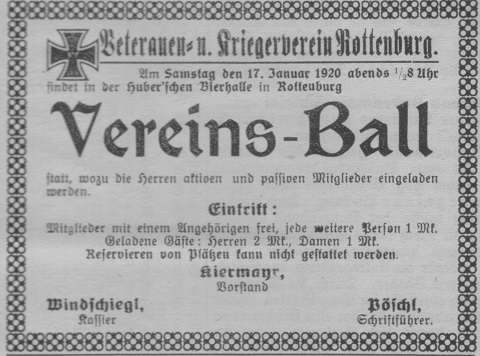 Veteranen- u. Kriegerverein Rottenburg.
Am Samstag den 17. Januar 1920 abends ½8 Uhr
findet in der Huber'schen Bierhalle in Rottenburg
Vereins-Ball
statt, wozu die Herren aktiven und passiven Mitglieder eingeladen
werden.
Eintritt:
Mitglieder mit einem Angehörigen frei, jede weitere Person 1 Mk.
Geladene Gäste: Herren 2 Mk., Damen 1 Mk.
Reservieren von Plätzen kann nicht gestattet werden.
Kiermayr,
Vorstand
Windschiegl, Pöschl,
Kassier Schriftführer.